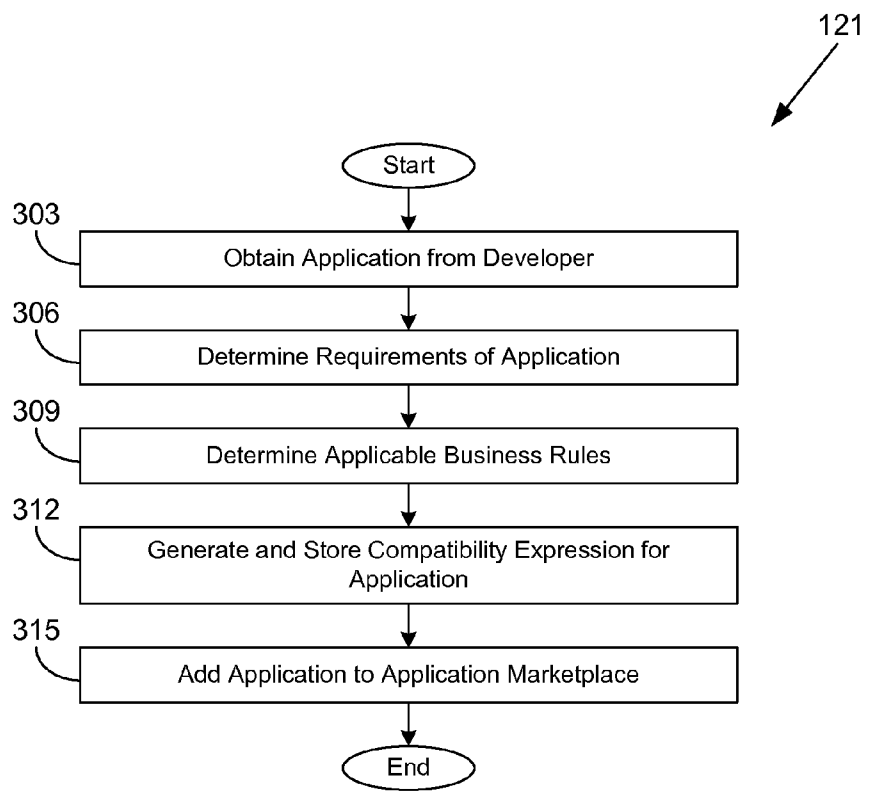 121
Start
303
Obtain Application from Developer
306
Determine Requirements of Application
309
Determine Applicable Business Rules
312
Generate and Store Compatibility Expression for
Application
315
Add Application to Application Marketplace
End